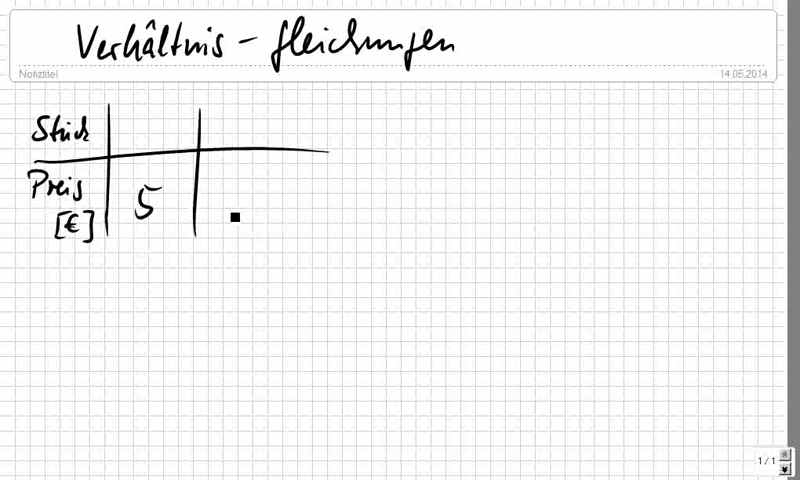 Verhältnis - gleichungen
Notiztitel
14.05.2014
Stück
Preis 5
[€]
1 / 1